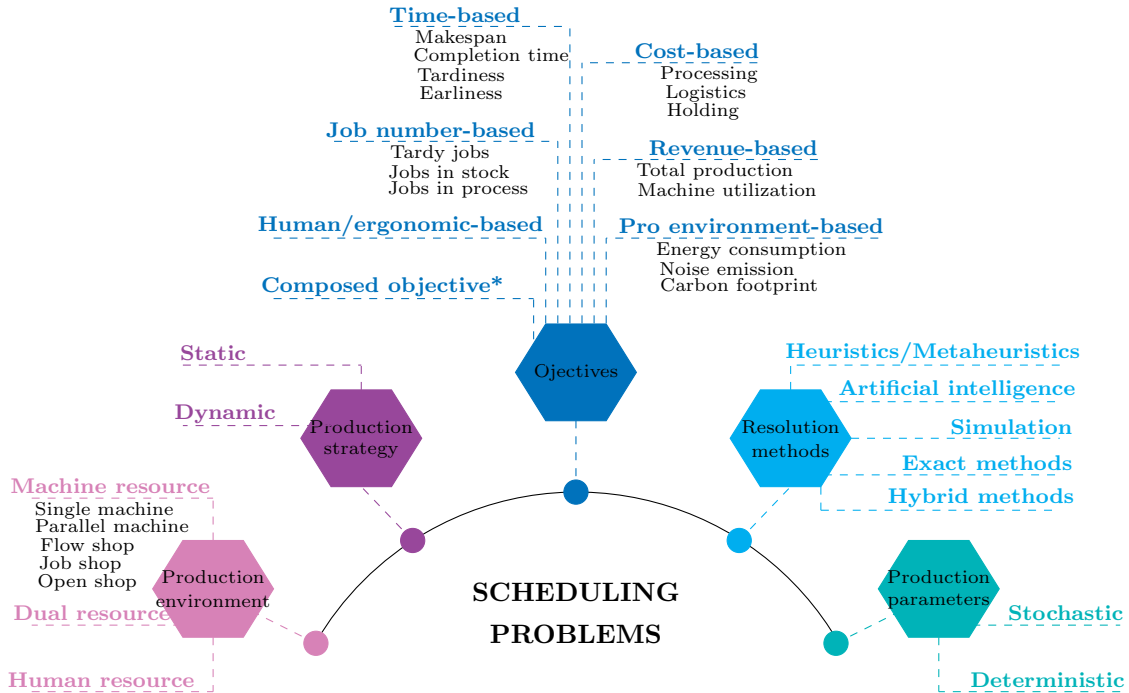 Time-based
Makespan
Completion time
Tardiness
Earliness
Cost-based
Processing
Logistics
Holding
Job number-based
Tardy jobs
Jobs in stock
Jobs in process
Revenue-based
Total production
Machine utilization
Human/ergonomic-based
Pro environment-based
Energy consumption
Noise emission
Carbon footprint
Composed objective*
Ojectives
Static
Dynamic
Production
strategy
Heuristics/Metaheuristics
Artificial intelligence
Simulation
Exact methods
Hybrid methods
Resolution
methods
Machine resource
Single machine
Parallel machine
Flow shop
Job shop
Open shop
Dual resource
Human resource
Production
environment
SCHEDULING
PROBLEMS
Production
parameters
Stochastic
Deterministic